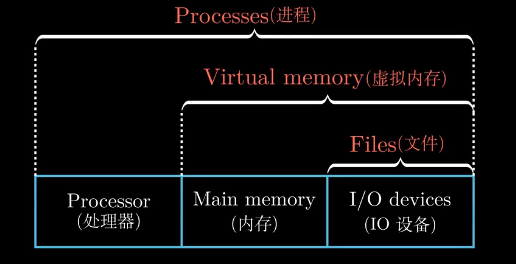 Processes(进程)
Virtual memory(虚拟内存)
Files(文件)
Processor
(处理器)
Main memory
(内存)
I/O devices
(IO 设备)